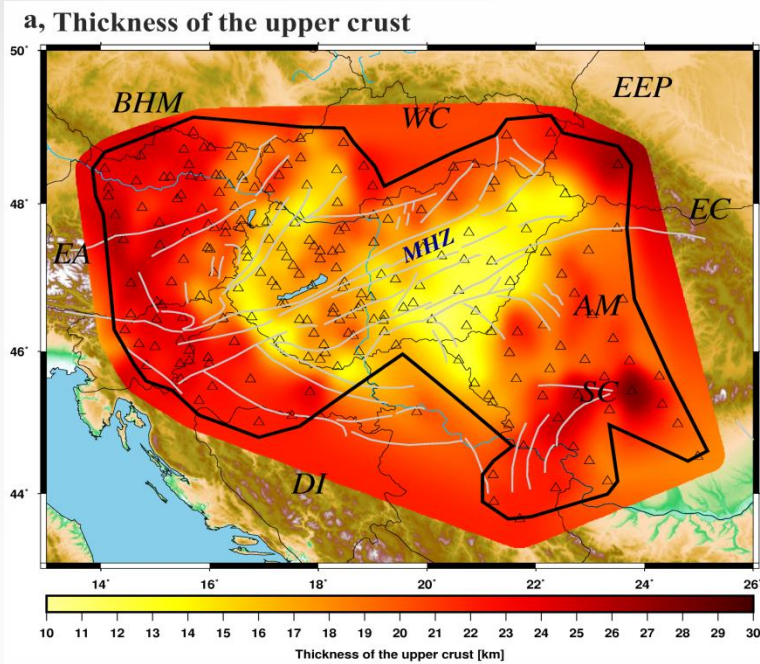 a, Thickness of the upper crust
50°
BHM
WC
EEP
48°
EC
EA
MHZ
AM
46°
SC
DI
44°
14° 16° 18° 20° 22° 24° 26°
10 11 12 13 14 15 16 17 18 19 20 21 22 23 24 25 26 27 28 29 30
Thickness of the upper crust [km]